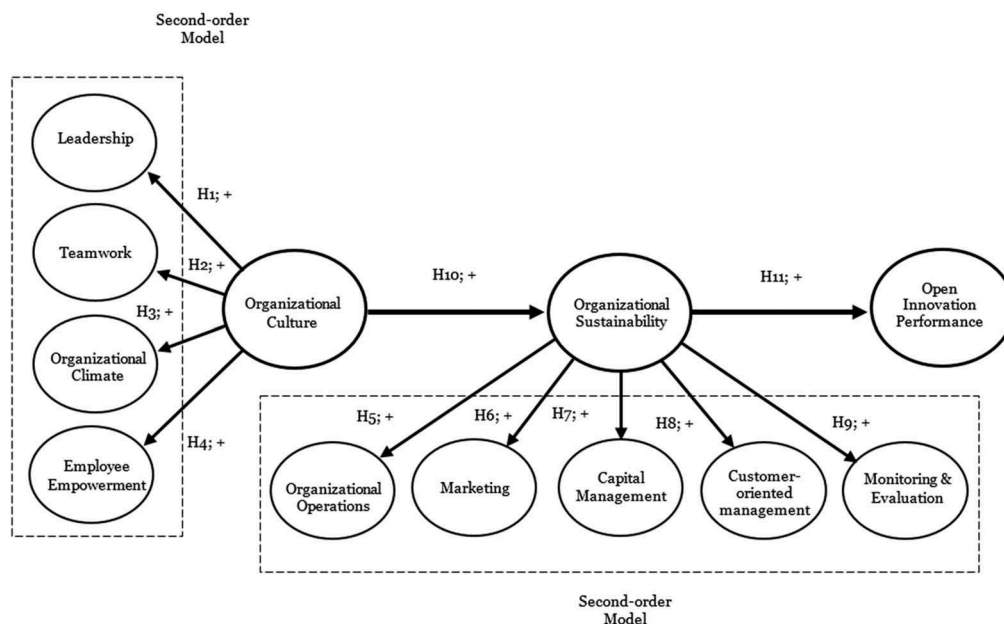 Second-order
Model
Leadership
H1; +
Teamwork
H2; +
H3; +
Organizational
Climate
H4; +
Employee
Empowerment
Organizational
Culture
H10; +
Organizational
Sustainability
H11; +
Open
Innovation
Performance
H5; +
H6; +
H7; +
H8; +
H9; +
Organizational
Operations
Marketing
Capital
Management
Customer-
oriented
management
Monitoring &
Evaluation
Second-order
Model